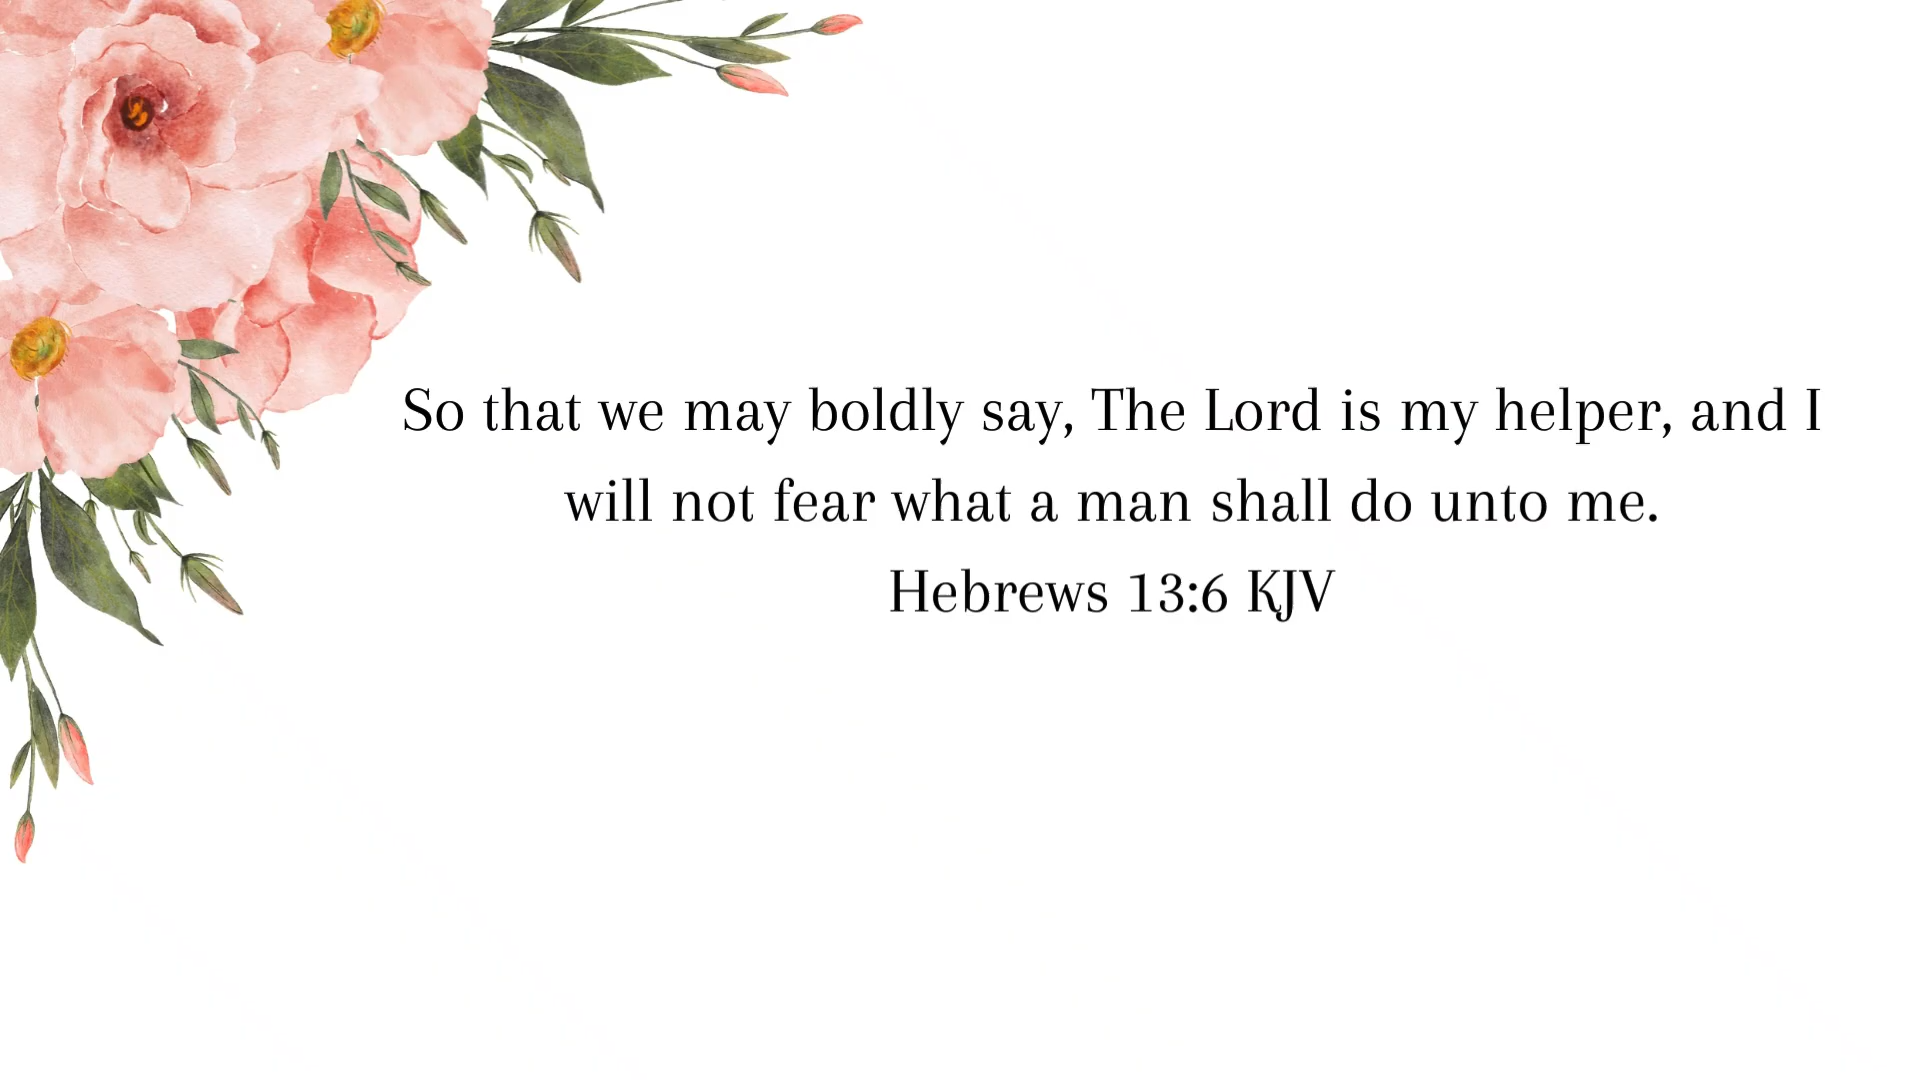 So that we may boldly say, The Lord is my helper, and I
will not fear what a man shall do unto me.
Hebrews 13:6 KJV